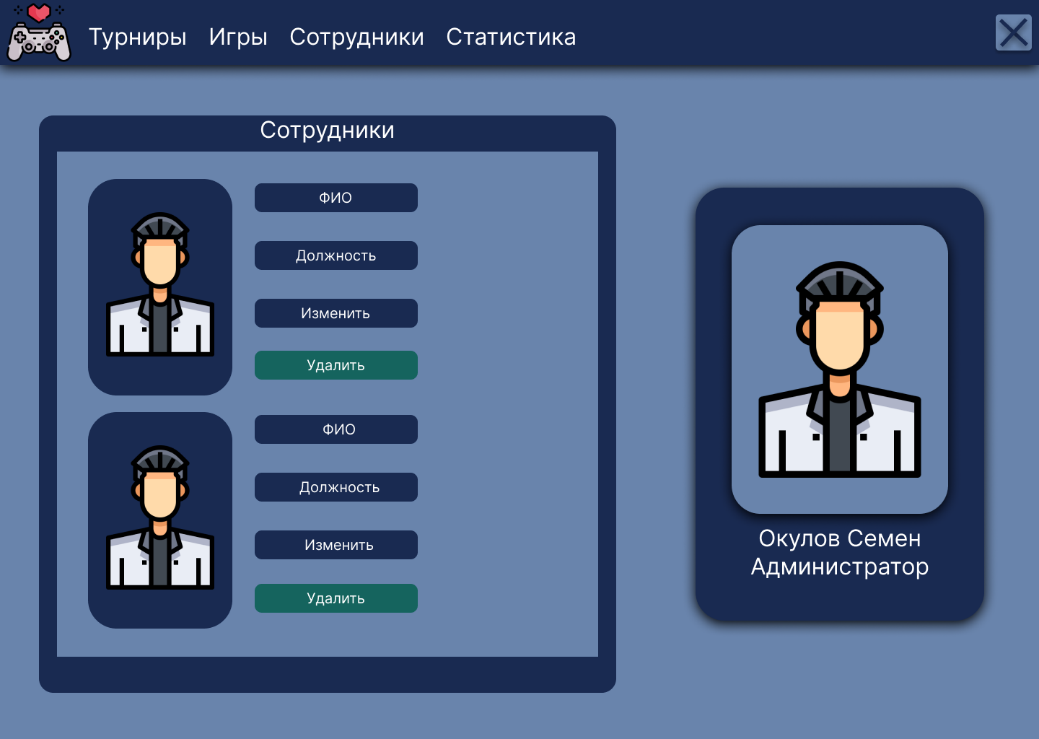 Турниры Игры Сотрудники Статистика
Сотрудники
ФИО
Должность
Изменить
Удалить
ФИО
Должность
Изменить
Удалить
Окулов Семен
Администратор